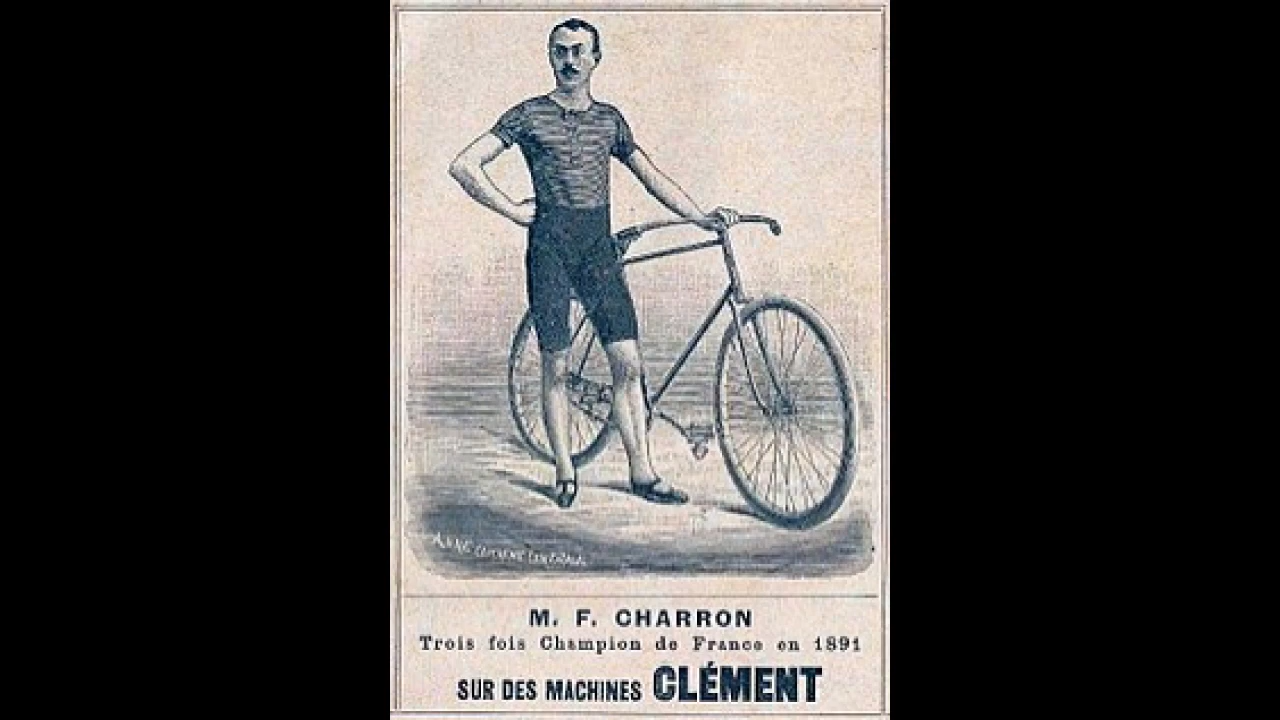 M. F. CHARRON
Trois fois Champion de France en 1891
SUR DES MACHINES CLÉMENT